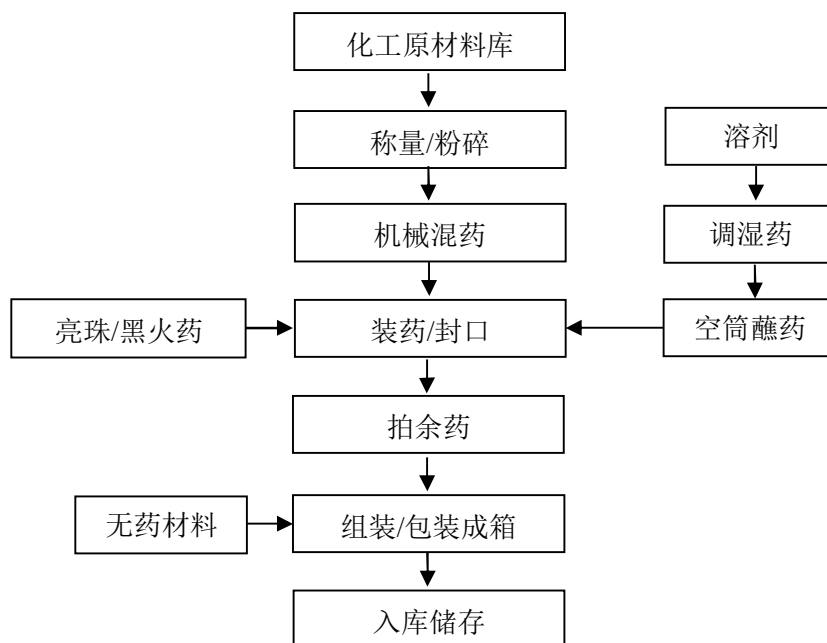 化工原材料库
称量/粉碎
溶剂
机械混药
调湿药
亮珠/黑火药
装药/封口
空筒蘸药
拍余药
无药材料
组装/包装成箱
入库储存